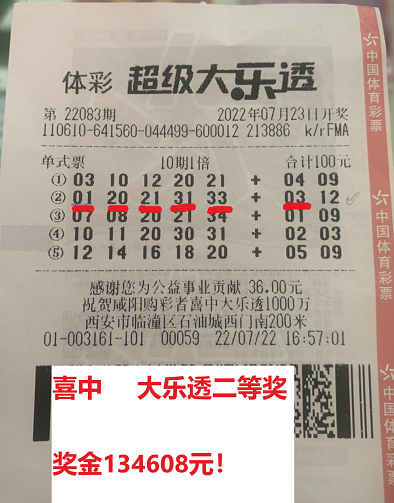 体彩 超级大乐透
第 22083期 2022年07月23日开奖
110610-641560-044499-600012 213886 k/rFMA
单式票 10期1倍 合计100元
① 03 10 12 20 21 + 04 09
② 01 20 21 31 33 + 03 12
③ 07 08 20 21 34 + 01 09
④ 10 11 20 30 31 + 02 03
⑤ 12 14 16 18 20 + 05 09
感谢您为公益事业贡献 36.00元
祝贺咸阳购彩者喜中大乐透1000万
西安市临潼区石油城西门南200米
01-003161-101 00059 22/07/22 16:57:01
喜中 大乐透二等奖
奖金134608元！
中国体育彩票
中国体育彩票
中国体育